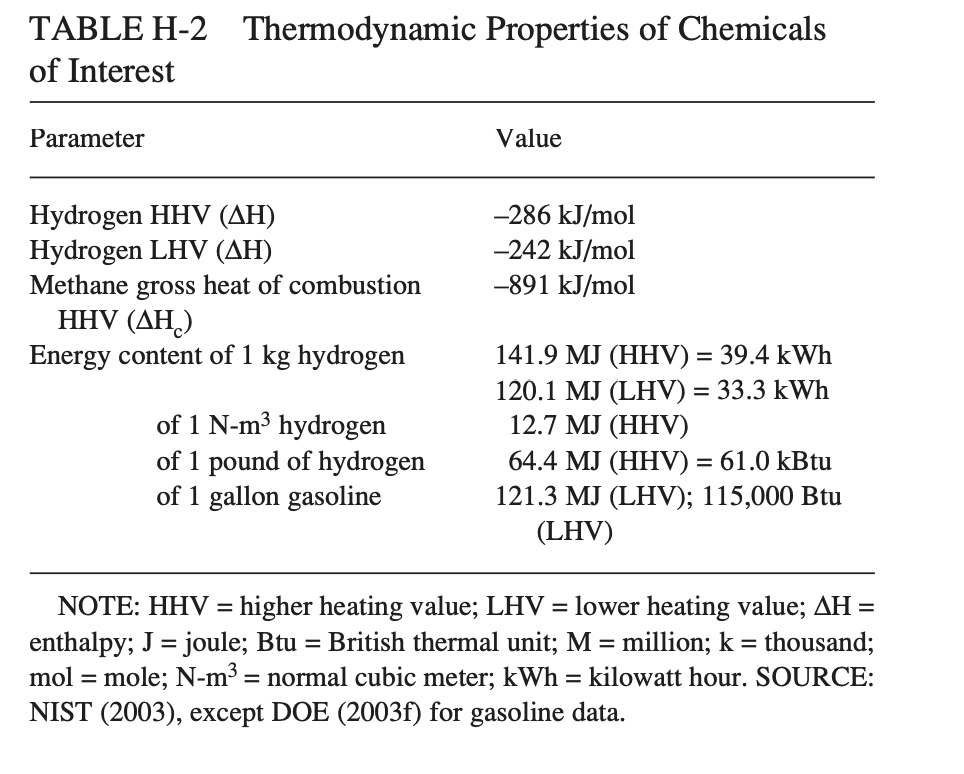 TABLE H-2 Thermodynamic Properties of Chemicals
of Interest
Parameter Value
Hydrogen HHV (ΔH) –286 kJ/mol
Hydrogen LHV (ΔH) –242 kJ/mol
Methane gross heat of combustion –891 kJ/mol
HHV (ΔH꜀)
Energy content of 1 kg hydrogen 141.9 MJ (HHV) = 39.4 kWh
120.1 MJ (LHV) = 33.3 kWh
of 1 N-m³ hydrogen 12.7 MJ (HHV)
of 1 pound of hydrogen 64.4 MJ (HHV) = 61.0 kBtu
of 1 gallon gasoline 121.3 MJ (LHV); 115,000 Btu
(LHV)
NOTE: HHV = higher heating value; LHV = lower heating value; ΔH =
enthalpy; J = joule; Btu = British thermal unit; M = million; k = thousand;
mol = mole; N-m³ = normal cubic meter; kWh = kilowatt hour. SOURCE:
NIST (2003), except DOE (2003f) for gasoline data.